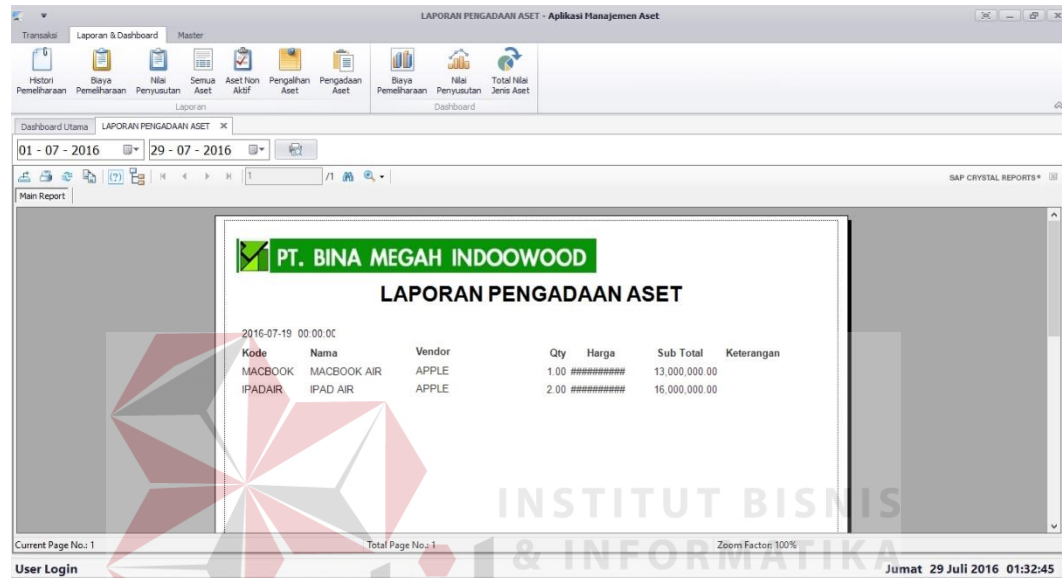 LAPORAN PENGADAAN ASET - Aplikasi Manajemen Aset
Transaksi Laporan & Dashboard Master
Histori Pemeliharaan
Biaya Pemeliharaan
Nilai Penyusutan
Semua Aset
Aset Non Aktif
Pengalihan Aset
Pengadaan Aset
Biaya Pemeliharaan
Nilai Penyusutan
Total Nilai Jenis Aset
Laporan Dashboard
Dashboard Utama LAPORAN PENGADAAN ASET
01 - 07 - 2016 29 - 07 - 2016
1 /1 SAP CRYSTAL REPORTS®
Main Report
PT. BINA MEGAH INDOOWOOD
LAPORAN PENGADAAN ASET
2016-07-19 00:00:00
Kode Nama Vendor Qty Harga Sub Total Keterangan
MACBOOK MACBOOK AIR APPLE 1.00 ########## 13,000,000.00
IPADAIR IPAD AIR APPLE 2.00 ########## 16,000,000.00
INSTITUT BISNIS
& INFORMATIKA
Current Page No.: 1 Total Page No.: 1 Zoom Factor: 100%
User Login Jumat 29 Juli 2016 01:32:45